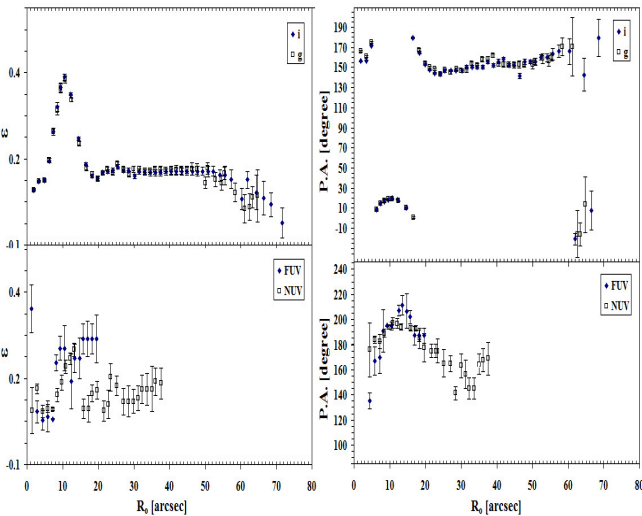 i
g
0.4
ε
0.2
-0.1
FUV
NUV
0.4
ε
0.2
-0.1
0 10 20 30 40 50 60 70 80
R₀ [arcsec]
i
g
190
170
150
130
110
90
70
50
30
10
-10
P.A. [degree]
FUV
NUV
240
220
200
180
160
140
120
100
P.A. [degree]
0 10 20 30 40 50 60 70 80
R₀ [arcsec]